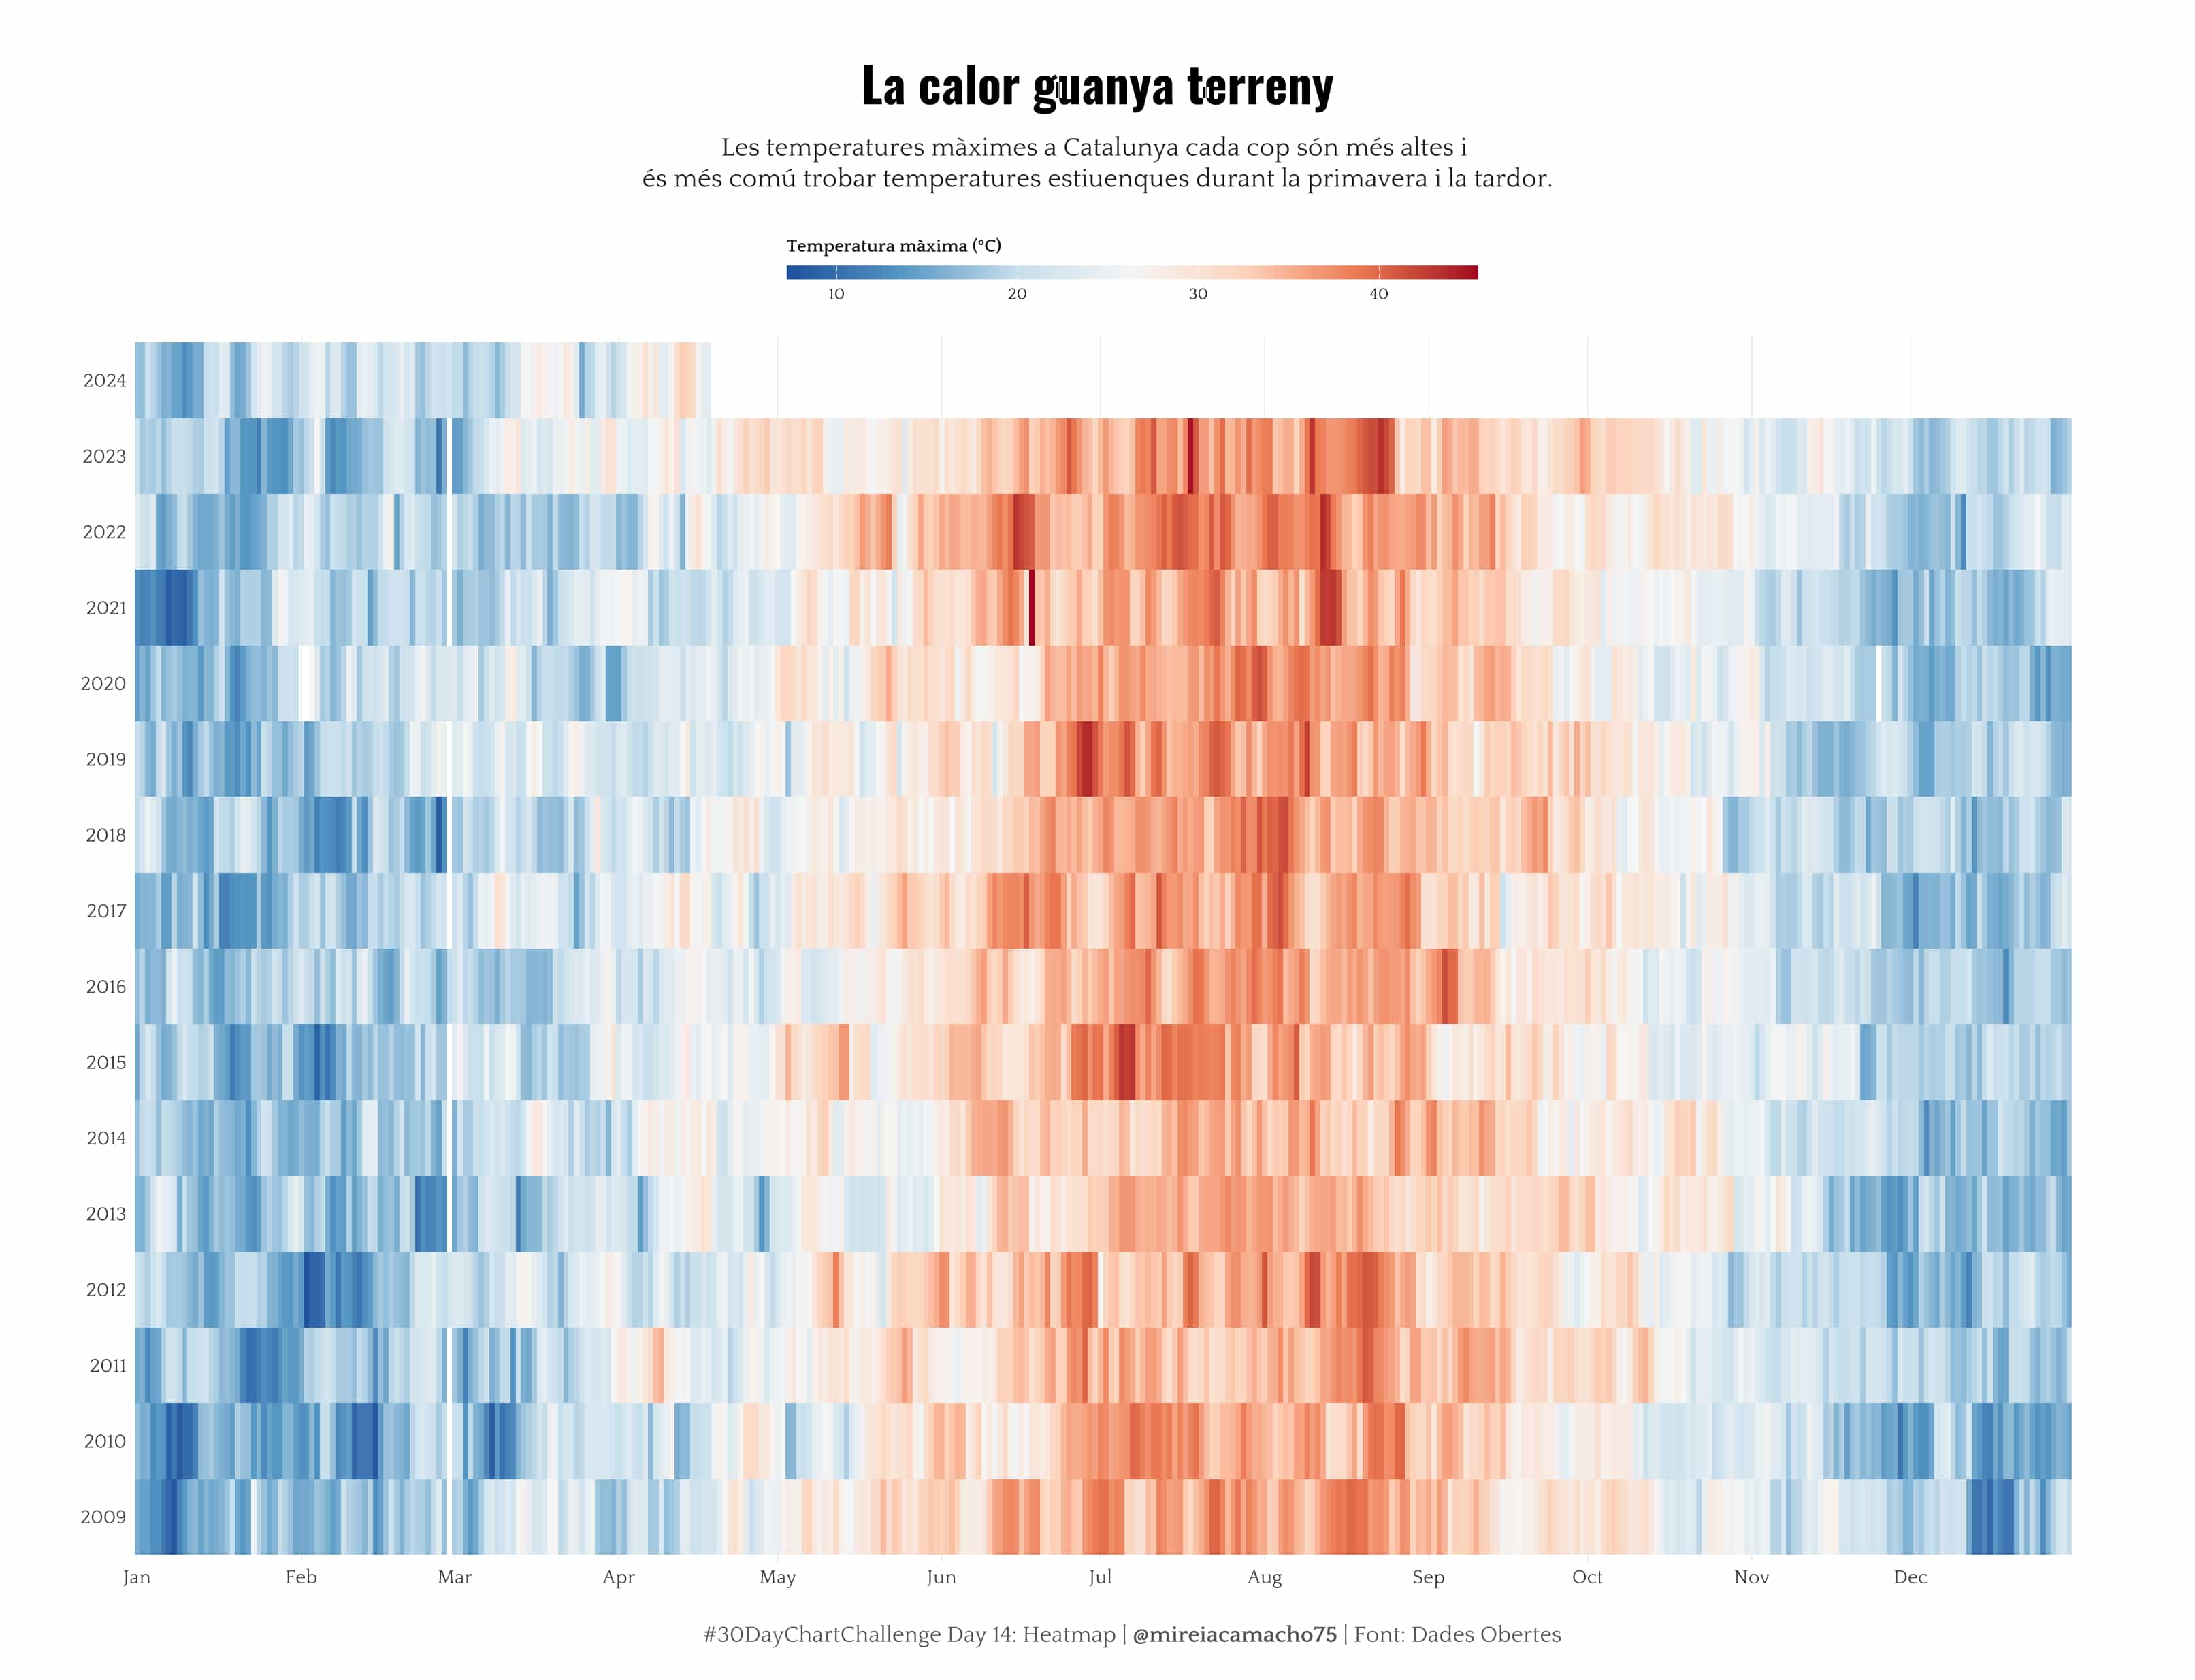 La calor guanya terreny
Les temperatures màximes a Catalunya cada cop són més altes i
és més comú trobar temperatures estiuenques durant la primavera i la tardor.
Temperatura màxima (ºC)
10 20 30 40
2024
2023
2022
2021
2020
2019
2018
2017
2016
2015
2014
2013
2012
2011
2010
2009
Jan Feb Mar Apr May Jun Jul Aug Sep Oct Nov Dec
#30DayChartChallenge Day 14: Heatmap | @mireiacamacho75 | Font: Dades Obertes